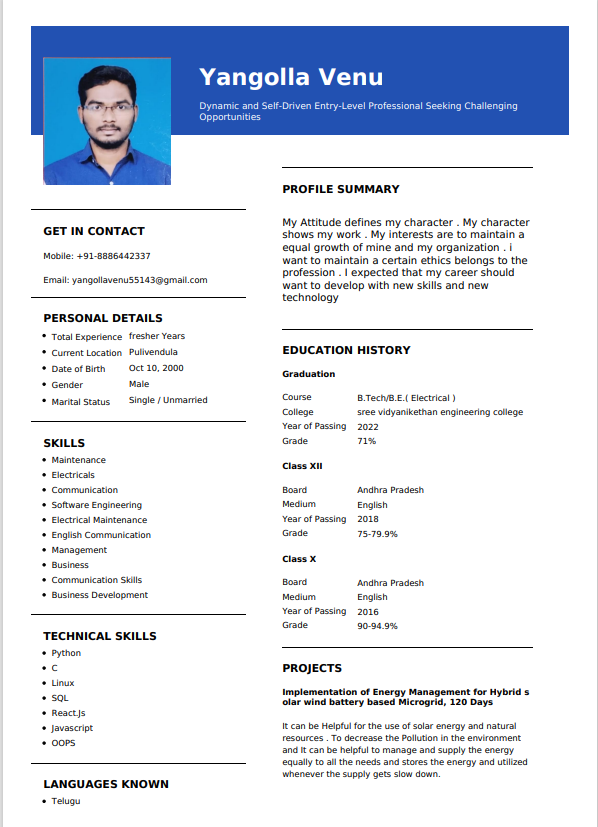 Yangolla Venu
Dynamic and Self-Driven Entry-Level Professional Seeking Challenging
Opportunities
GET IN CONTACT
Mobile: +91-8886442337
Email: yangollavenu55143@gmail.com
PERSONAL DETAILS
• Total Experience fresher Years
• Current Location Pulivendula
• Date of Birth Oct 10, 2000
• Gender Male
• Marital Status Single / Unmarried
SKILLS
• Maintenance
• Electricals
• Communication
• Software Engineering
• Electrical Maintenance
• English Communication
• Management
• Business
• Communication Skills
• Business Development
TECHNICAL SKILLS
• Python
• C
• Linux
• SQL
• React.Js
• Javascript
• OOPS
LANGUAGES KNOWN
• Telugu
PROFILE SUMMARY
My Attitude defines my character . My character
shows my work . My interests are to maintain a
equal growth of mine and my organization . i
want to maintain a certain ethics belongs to the
profession . I expected that my career should
want to develop with new skills and new
technology
EDUCATION HISTORY
Graduation
Course B.Tech/B.E.( Electrical )
College sree vidyanikethan engineering college
Year of Passing 2022
Grade 71%
Class XII
Board Andhra Pradesh
Medium English
Year of Passing 2018
Grade 75-79.9%
Class X
Board Andhra Pradesh
Medium English
Year of Passing 2016
Grade 90-94.9%
PROJECTS
Implementation of Energy Management for Hybrid s
olar wind battery based Microgrid, 120 Days
It can be Helpful for the use of solar energy and natural
resources . To decrease the Pollution in the environment
and It can be helpful to manage and supply the energy
equally to all the needs and stores the energy and utilized
whenever the supply gets slow down.